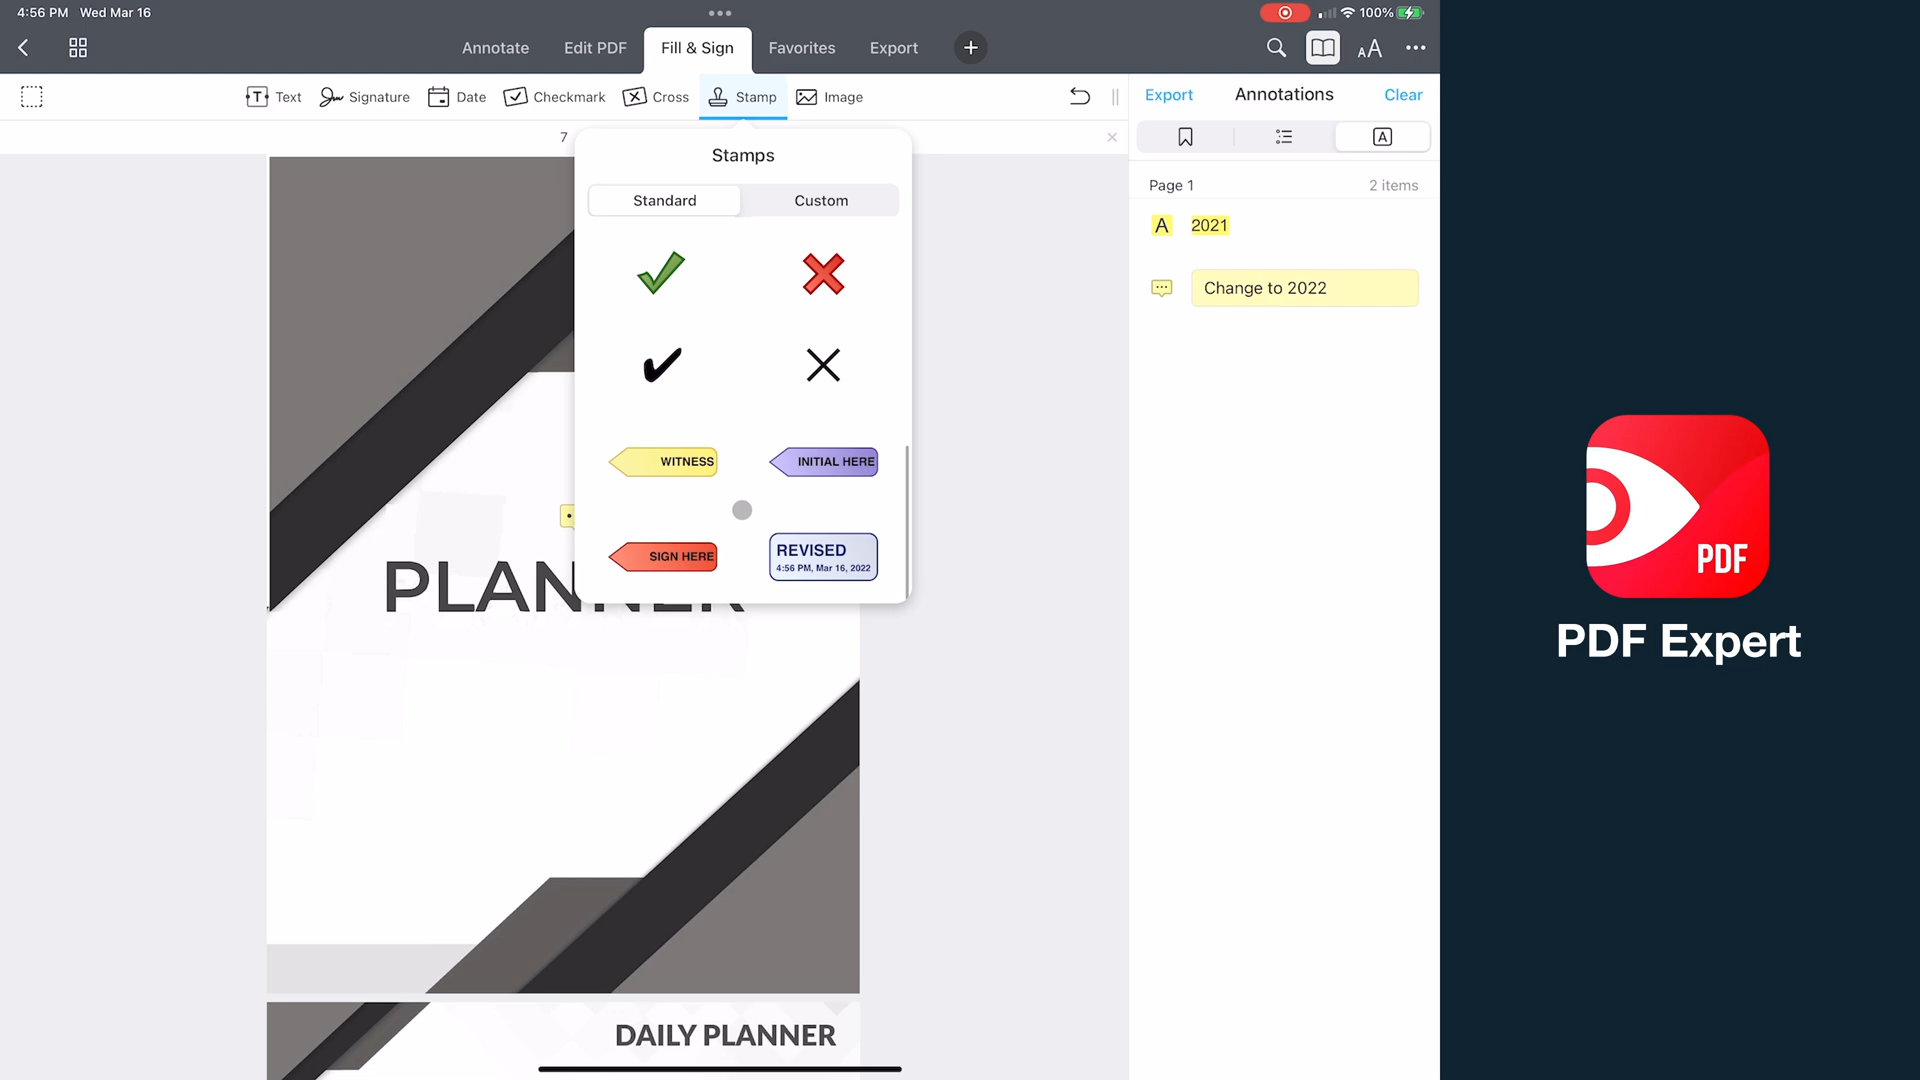 4:56 PM Wed Mar 16
100%
Annotate Edit PDF Fill & Sign Favorites Export
AA
Text Signature Date Checkmark Cross Stamp Image
Export Annotations Clear
7
Stamps
Standard Custom
Page 1 2 items
A 2021
Change to 2022
WITNESS INITIAL HERE
SIGN HERE
REVISED
4:56 PM, Mar 16, 2022
PLANNER
DAILY PLANNER
PDF
PDF Expert